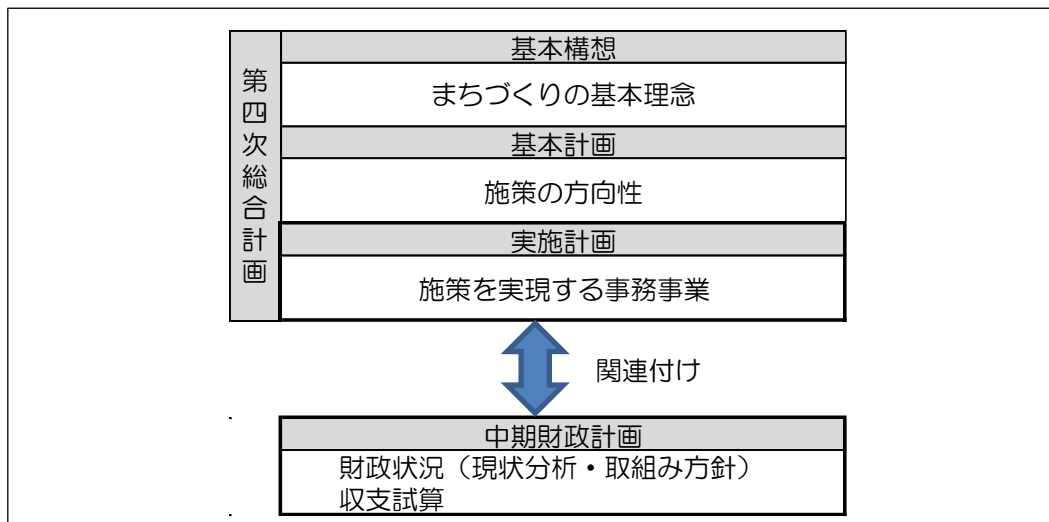 第四次総合計画
基本構想
まちづくりの基本理念
基本計画
施策の方向性
実施計画
施策を実現する事務事業
関連付け
中期財政計画
財政状況（現状分析・取組み方針）
収支試算